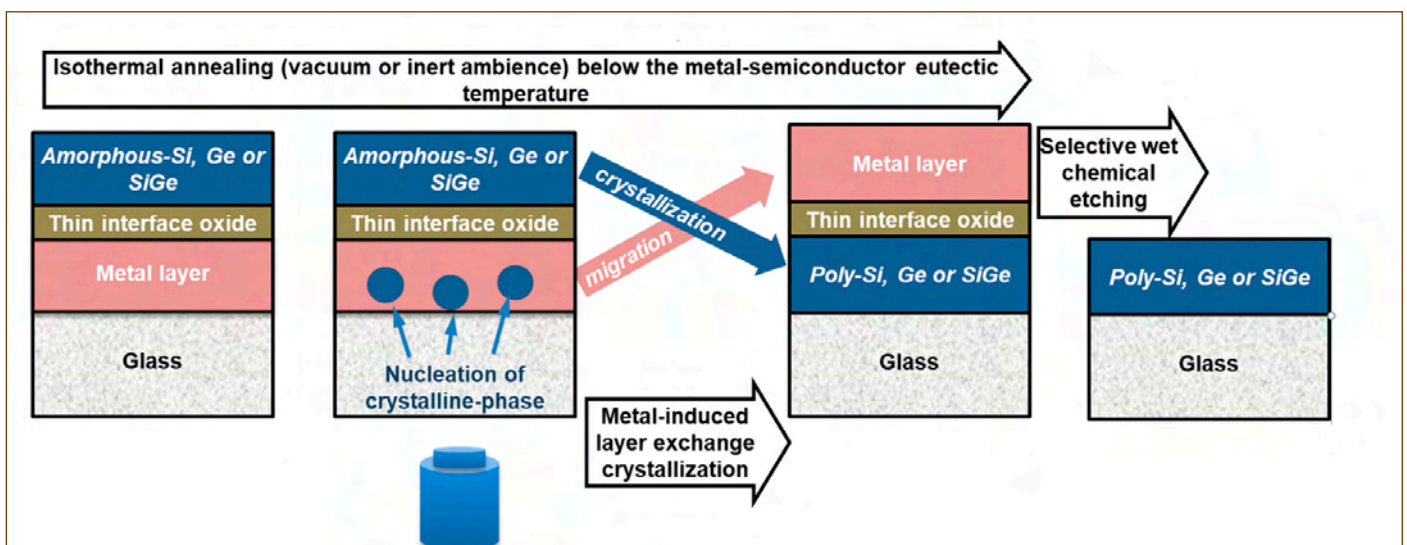 Isothermal annealing (vacuum or inert ambience) below the metal-semiconductor eutectic
temperature
Amorphous-Si, Ge or
SiGe
Thin interface oxide
Metal layer
Glass
Amorphous-Si, Ge or
SiGe
Thin interface oxide
Nucleation of
crystalline-phase
crystallization
migration
Metal-induced
layer exchange
crystallization
Metal layer
Thin interface oxide
Poly-Si, Ge or SiGe
Glass
Selective wet
chemical
etching
Poly-Si, Ge or SiGe
Glass